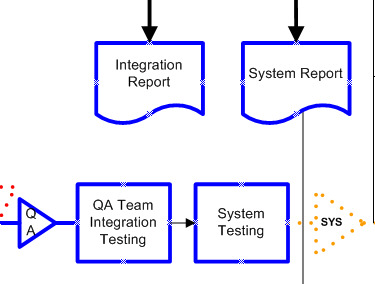 Integration
Report
System Report
Q
A
QA Team
Integration
Testing
System
Testing
SYS